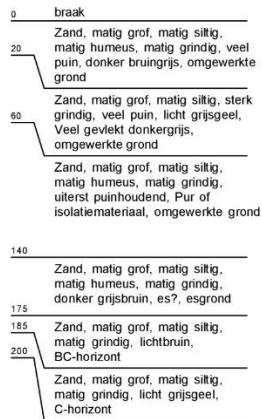 0 braak
Zand, matig grof, matig siltig,
matig humeus, matig grindig, veel
puin, donker bruingrijs, omgewerkte
grond
20
Zand, matig grof, matig siltig, sterk
grindig, veel puin, licht grijsgeel,
Veel gevlekt donkergrijs,
omgewerkte grond
60
Zand, matig grof, matig siltig,
matig humeus, matig grindig,
uiterst puinhoudend, Pur of
isolatiemateriaal, omgewerkte grond
140
Zand, matig grof, matig siltig,
matig humeus, matig grindig,
donker grijsbruin, es?, esgrond
175
Zand, matig grof, matig siltig,
matig grindig, lichtbruin,
BC-horizont
185
200
Zand, matig grof, matig siltig,
matig grindig, licht grijsgeel,
C-horizont